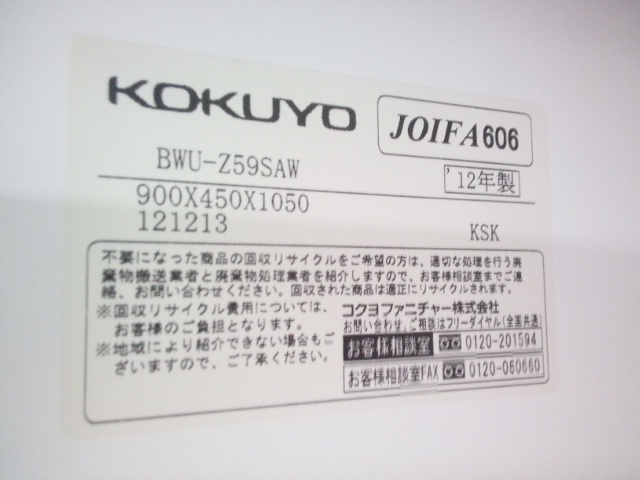 KOKUYO
JOIFA606
BWU-Z59SAW
'12年製
900X450X1050
121213
KSK
不要になった商品の回収リサイクルをご希望の方は、適切な処理を行う廃
棄物搬送業者と廃棄物処理業者を紹介しますので、お客様相談室までご連
絡、お問い合わせください。回収された商品は適正にリサイクルされます。
※回収リサイクル費用については、
お客様のご負担となります。
※地域により紹介できない場合もご
ざいますので、ご了承ください。
コクヨファニチャー株式会社
お問い合わせ、ご相談はフリーダイヤル(全国共通)
お客様相談室 0120-201594
お客様相談室FAX 0120-060660